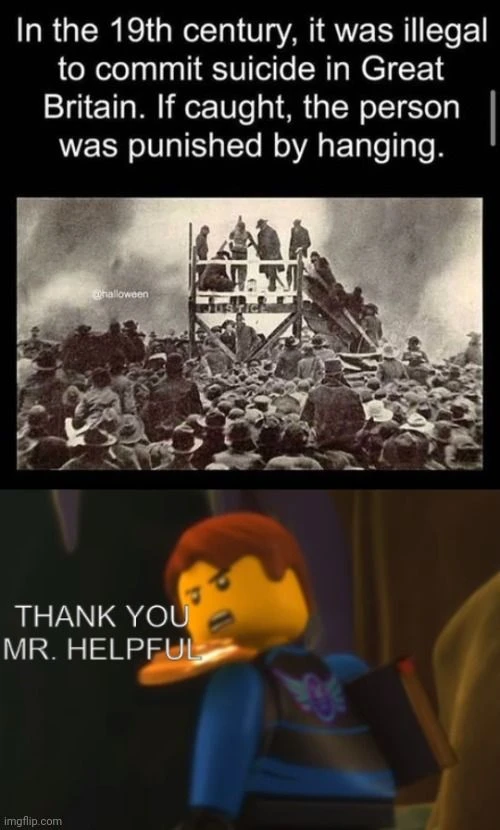 In the 19th century, it was illegal
to commit suicide in Great
Britain. If caught, the person
was punished by hanging.
@halloween
JUSTICE
THANK YOU
MR. HELPFUL
imgflip.com